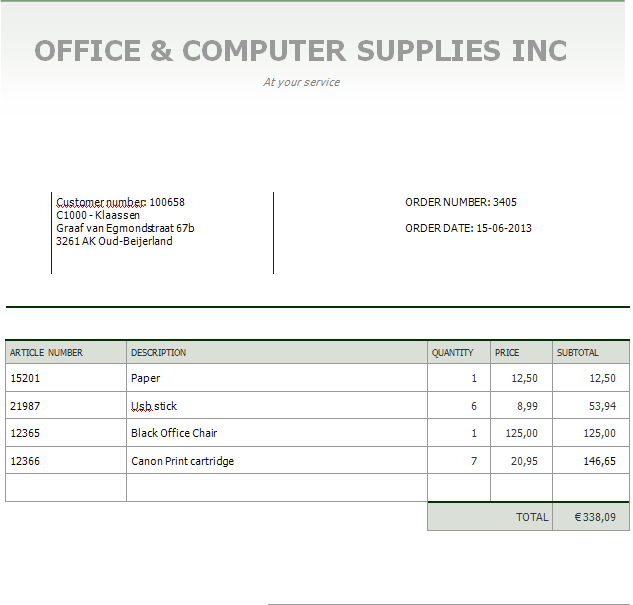 OFFICE & COMPUTER SUPPLIES INC
At your service
Customer number: 100658
C1000 - Klaassen
Graaf van Egmondstraat 67b
3261 AK Oud-Beijerland
ORDER NUMBER: 3405
ORDER DATE: 15-06-2013
ARTICLE NUMBER DESCRIPTION QUANTITY PRICE SUBTOTAL
15201 Paper 1 12,50 12,50
21987 Usb stick 6 8,99 53,94
12365 Black Office Chair 1 125,00 125,00
12366 Canon Print cartridge 7 20,95 146,65
TOTAL € 338,09